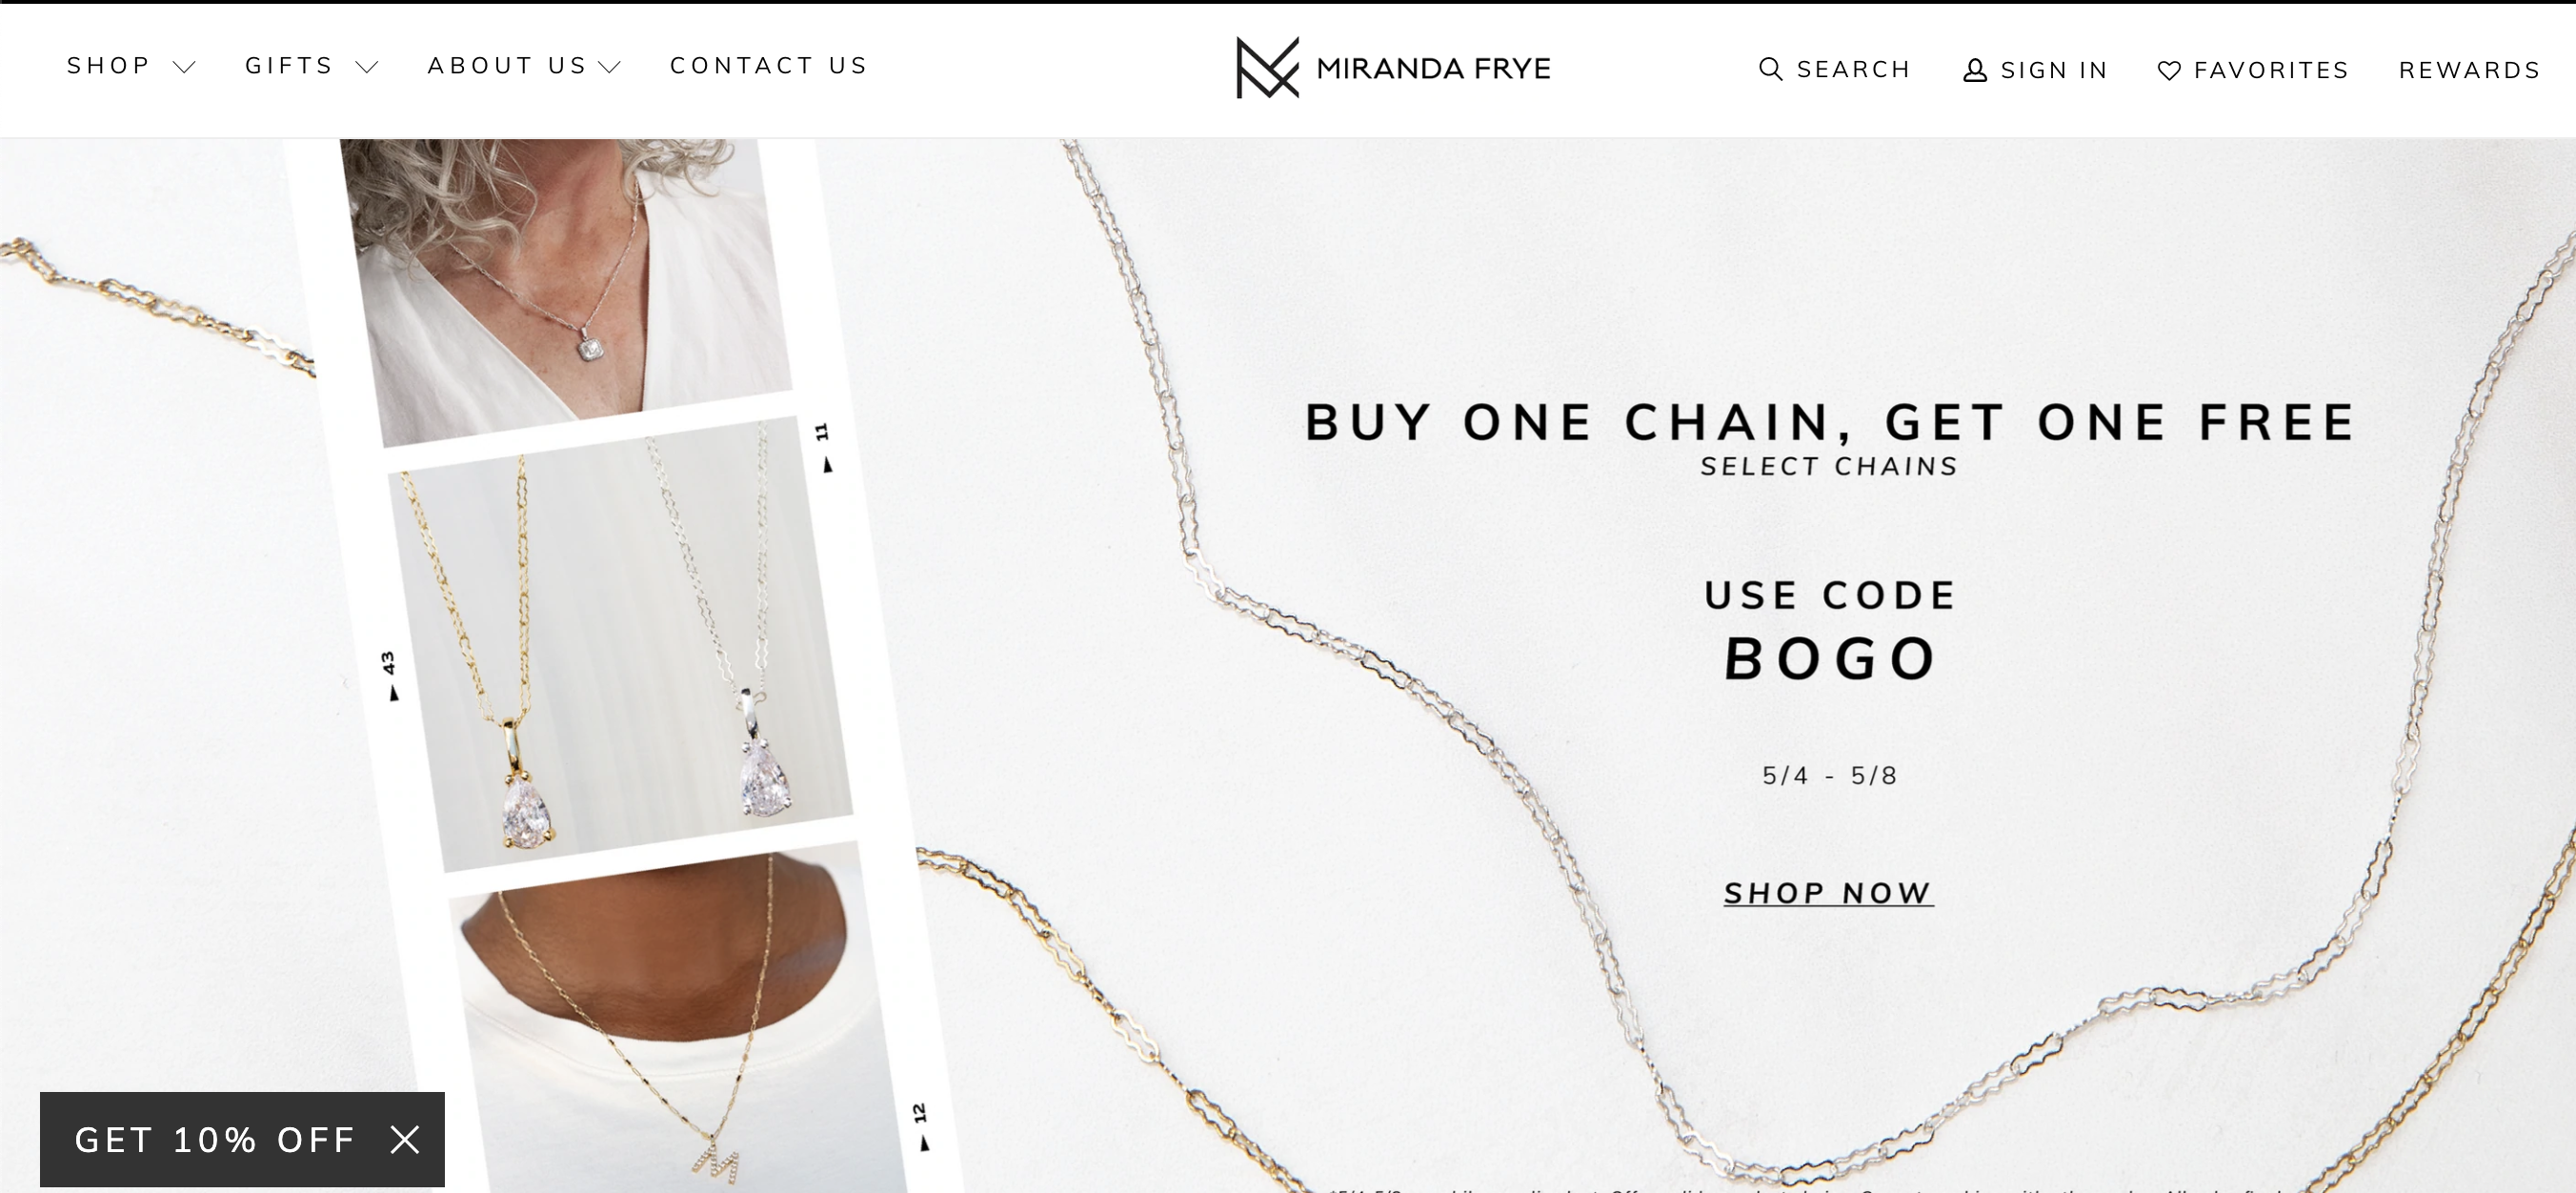 SHOP
GIFTS
ABOUT US
CONTACT US
MIRANDA FRYE
SEARCH
SIGN IN
FAVORITES
REWARDS
11
43
12
BUY ONE CHAIN, GET ONE FREE
SELECT CHAINS
USE CODE
BOGO
5/4 - 5/8
SHOP NOW
M
GET 10% OFF